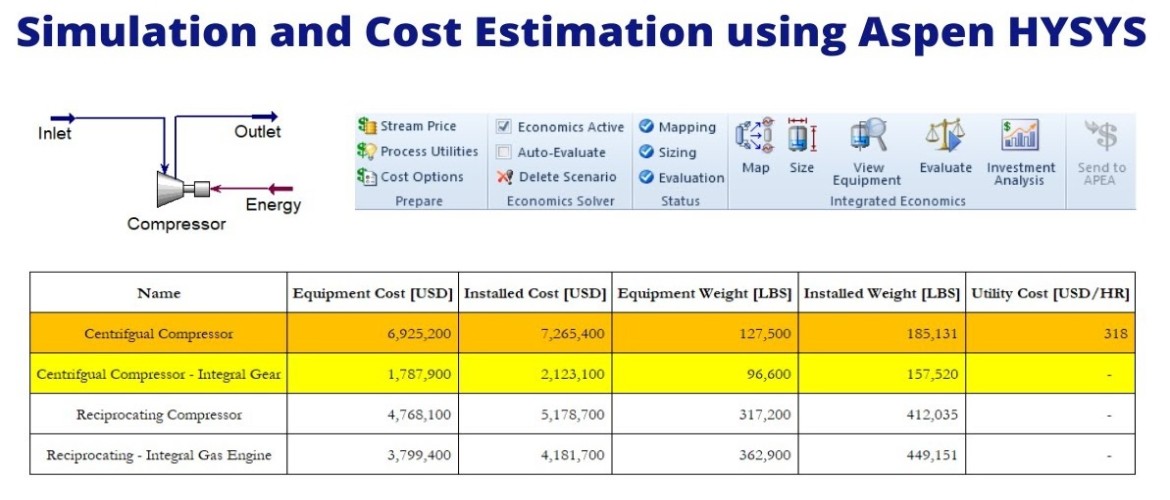 Simulation and Cost Estimation using Aspen HYSYS
Inlet
Outlet
Energy
Compressor
Stream Price
Process Utilities
Cost Options
Prepare
Economics Active
Auto-Evaluate
Delete Scenario
Economics Solver
Mapping
Sizing
Evaluation
Status
Map
Size
View
Equipment
Evaluate
Investment
Analysis
Integrated Economics
Send to
APEA
Name Equipment Cost [USD] Installed Cost [USD] Equipment Weight [LBS] Installed Weight [LBS] Utility Cost [USD/HR]
Centrifgual Compressor 6,925,200 7,265,400 127,500 185,131 318
Centrifgual Compressor - Integral Gear 1,787,900 2,123,100 96,600 157,520 -
Reciprocating Compressor 4,768,100 5,178,700 317,200 412,035 -
Reciprocating - Integral Gas Engine 3,799,400 4,181,700 362,900 449,151 -